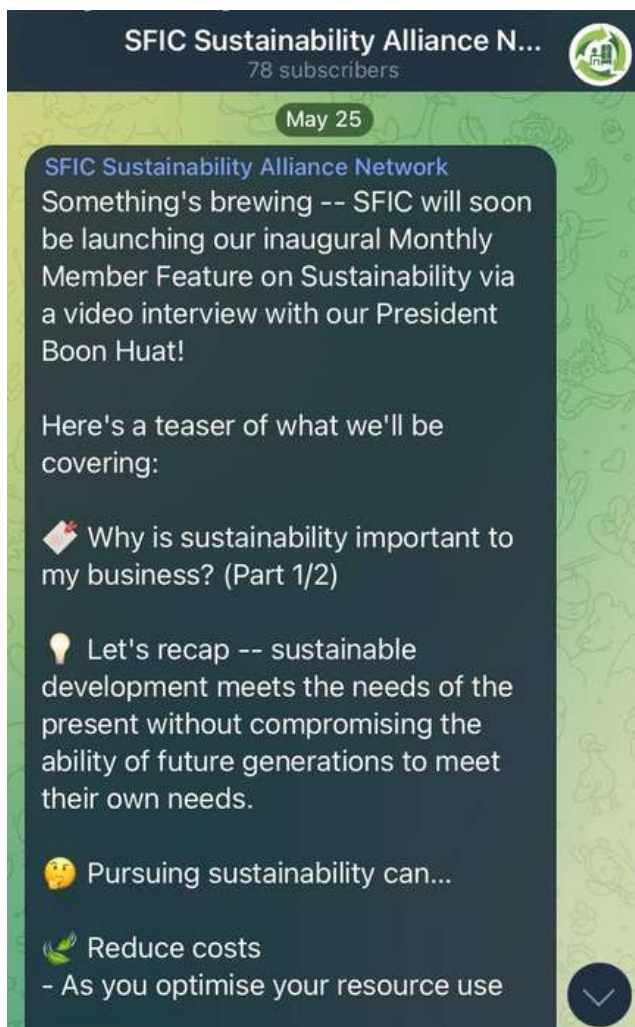 SFIC Sustainability Alliance N...
78 subscribers
May 25
SFIC Sustainability Alliance Network
Something's brewing -- SFIC will soon
be launching our inaugural Monthly
Member Feature on Sustainability via
a video interview with our President
Boon Huat!
Here's a teaser of what we'll be
covering:
Why is sustainability important to
my business? (Part 1/2)
Let's recap -- sustainable
development meets the needs of the
present without compromising the
ability of future generations to meet
their own needs.
🤔 Pursuing sustainability can...
Reduce costs
- As you optimise your resource use